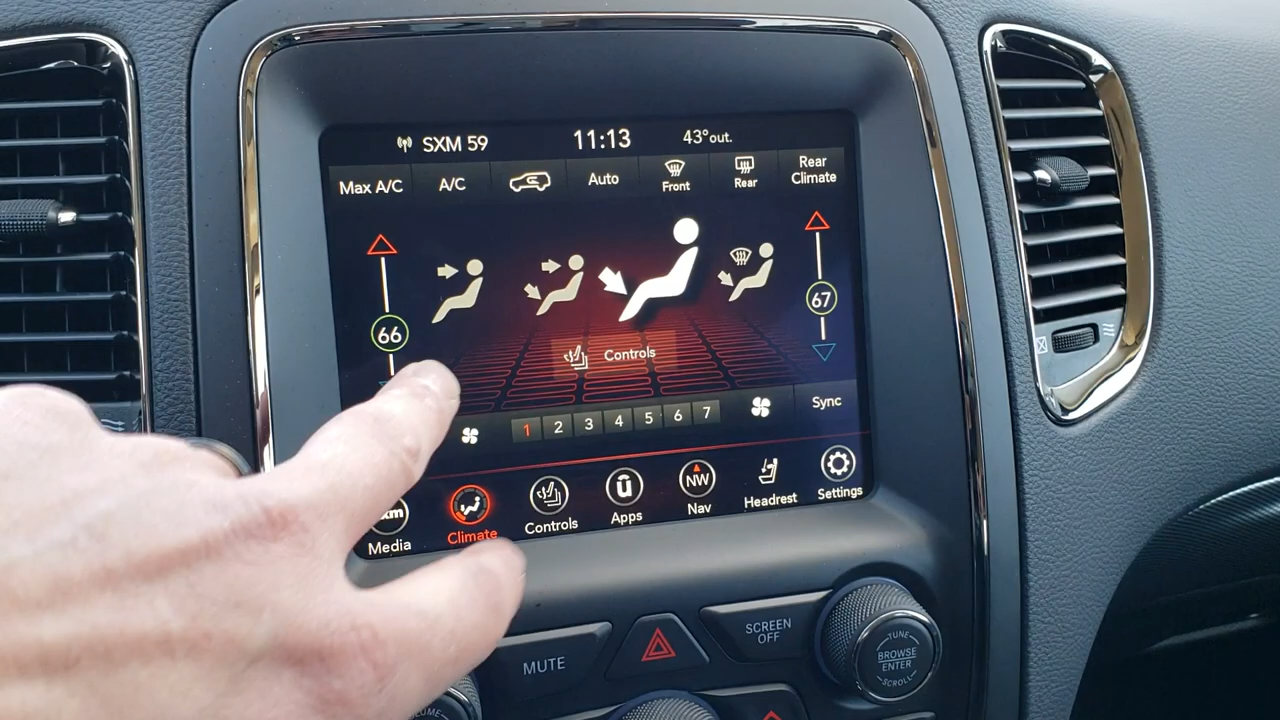 SXM 59 11:13 43° out.
Max A/C A/C Auto Front Rear Rear Climate
66 67
Controls
1 2 3 4 5 6 7 Sync
Media Climate Controls Apps NW Nav Headrest Settings
MUTE SCREEN OFF
TUNE
BROWSE
ENTER
SCROLL